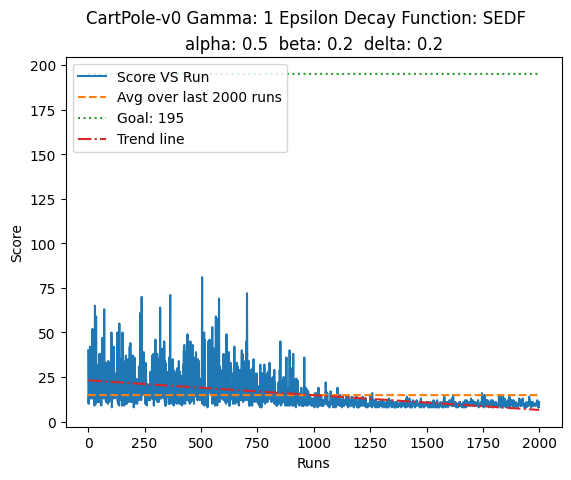 CartPole-v0 Gamma: 1 Epsilon Decay Function: SEDF
alpha: 0.5  beta: 0.2  delta: 0.2
Score VS Run
Avg over last 2000 runs
Goal: 195
Trend line
Score
200
175
150
125
100
75
50
25
0
0 250 500 750 1000 1250 1500 1750 2000
Runs